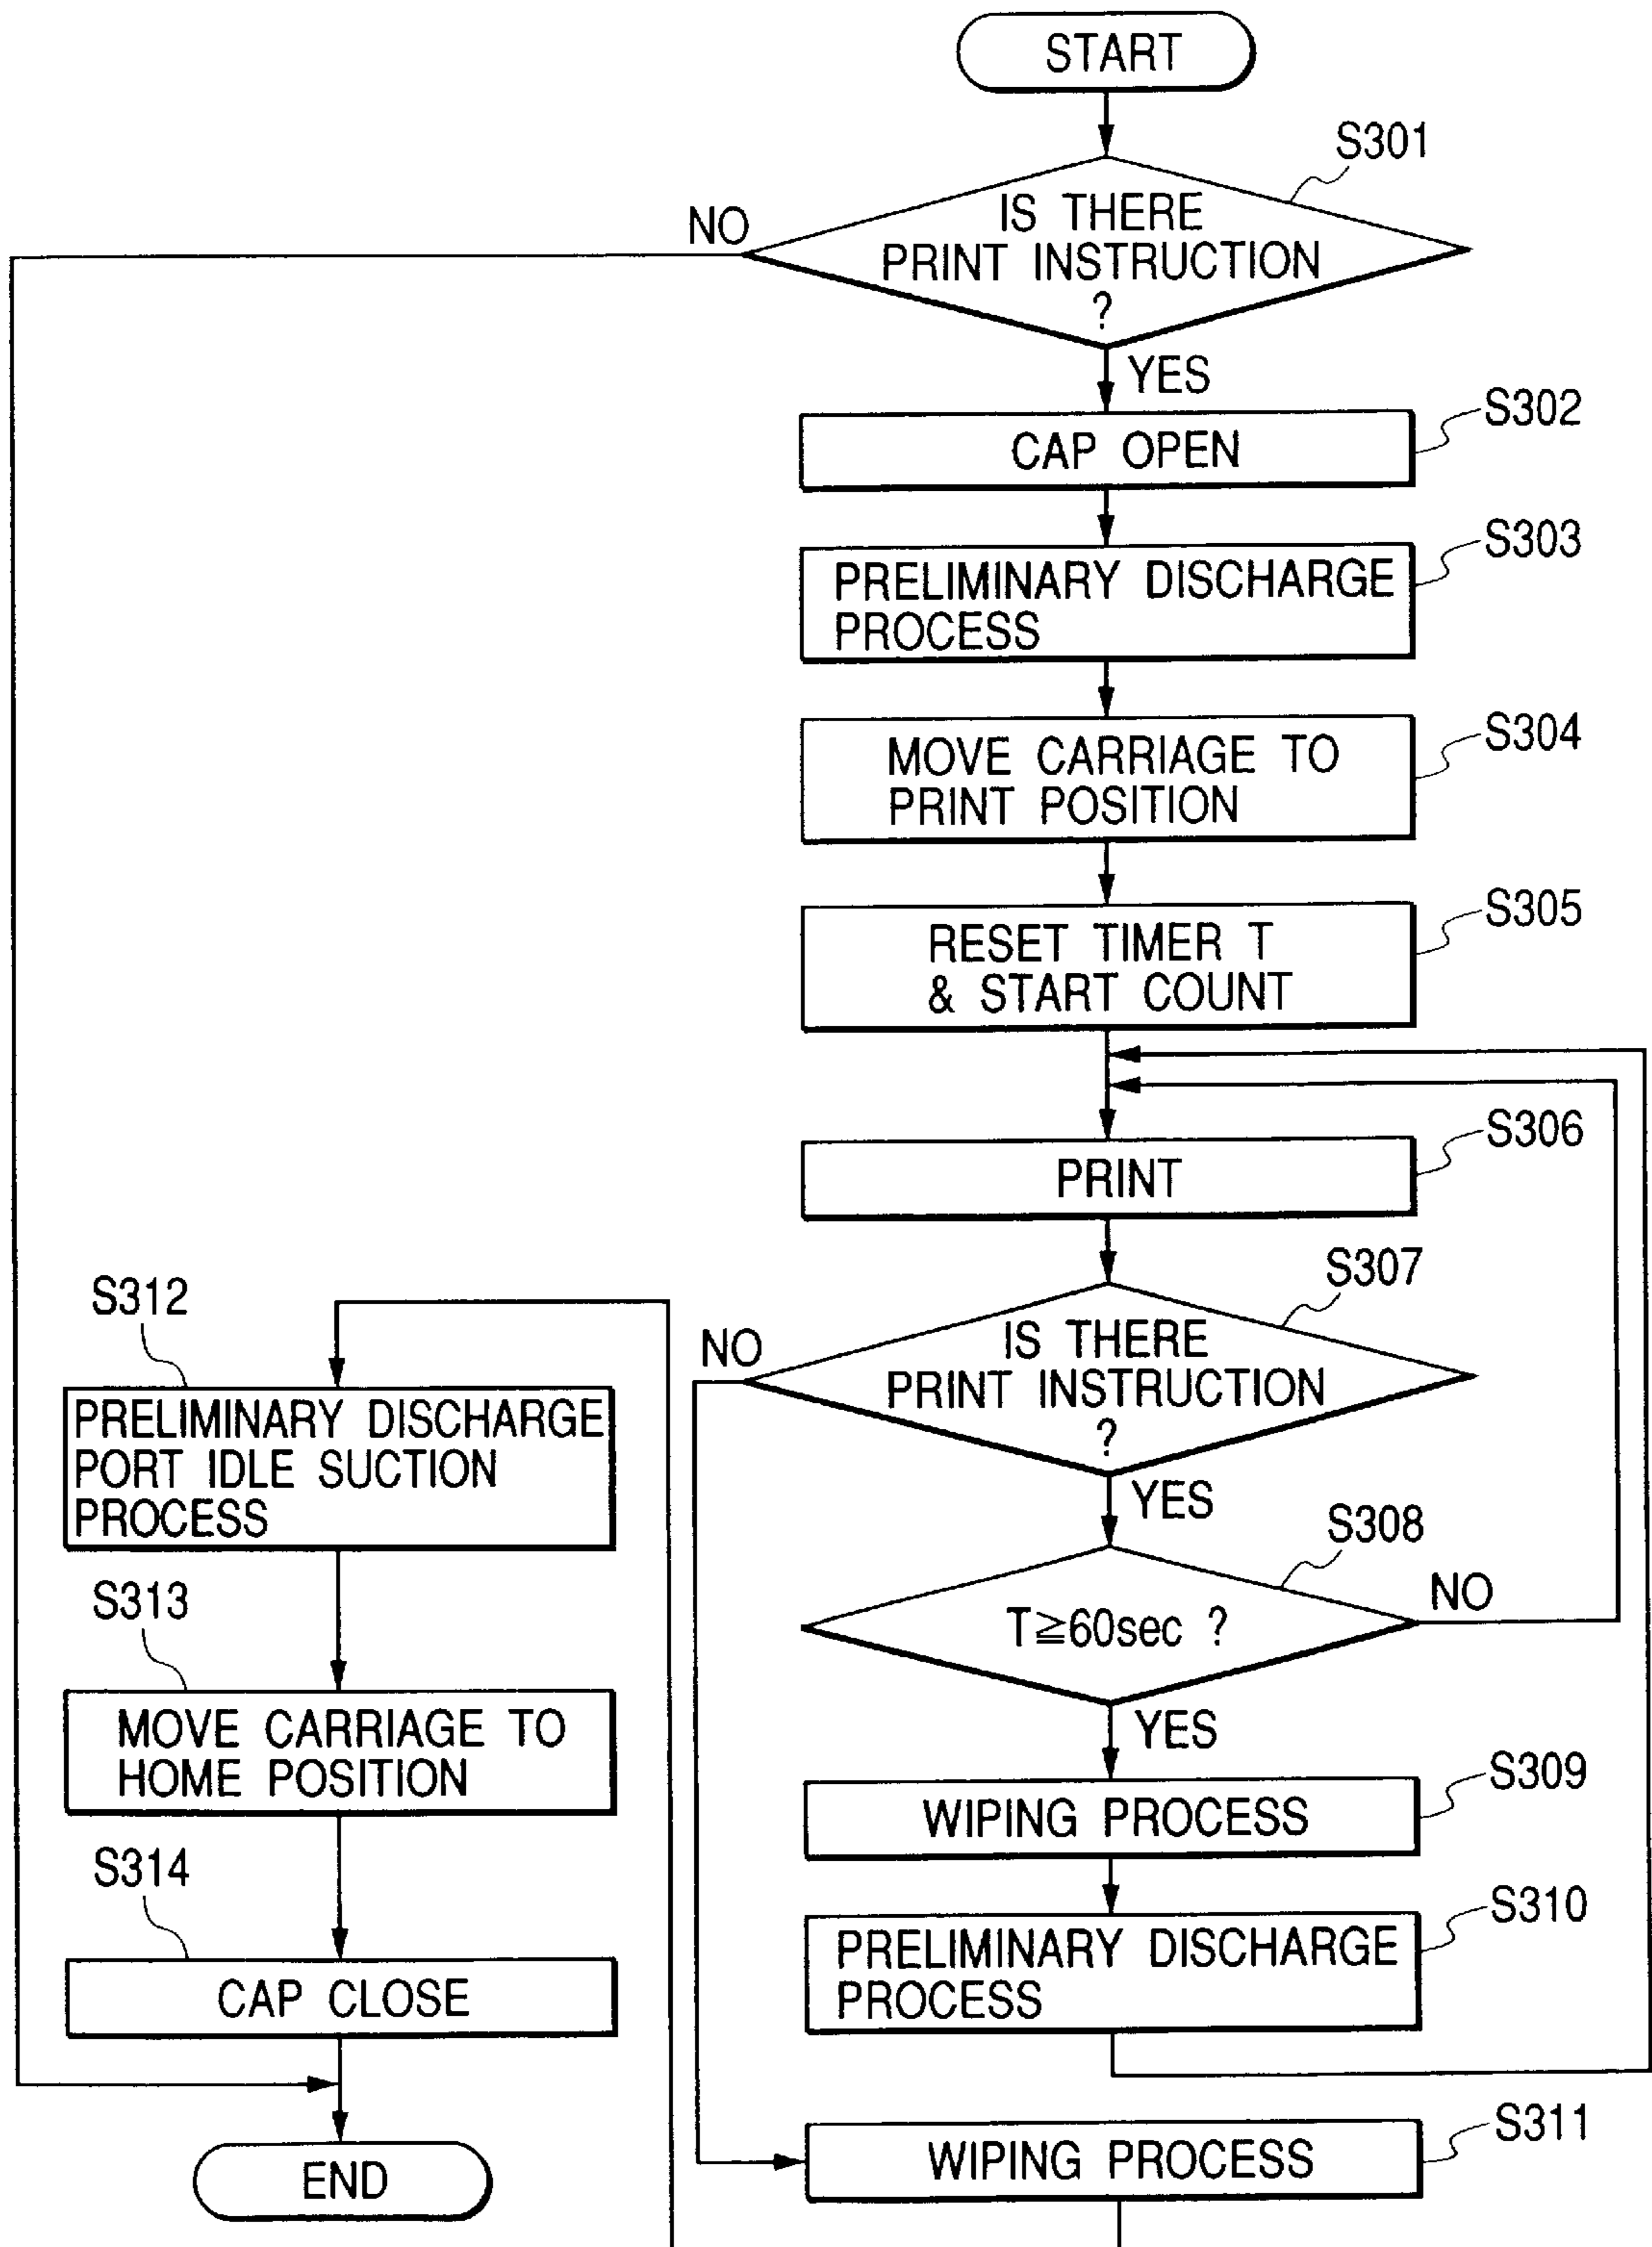 START
S301
IS THERE
PRINT INSTRUCTION
?
NO
YES
S302
CAP OPEN
S303
PRELIMINARY DISCHARGE
PROCESS
S304
MOVE CARRIAGE TO
PRINT POSITION
S305
RESET TIMER T
& START COUNT
S306
PRINT
S307
IS THERE
PRINT INSTRUCTION
?
NO
YES
S308
T≧60sec ?
NO
YES
S309
WIPING PROCESS
S310
PRELIMINARY DISCHARGE
PROCESS
S311
WIPING PROCESS
S312
PRELIMINARY DISCHARGE
PORT IDLE SUCTION
PROCESS
S313
MOVE CARRIAGE TO
HOME POSITION
S314
CAP CLOSE
END